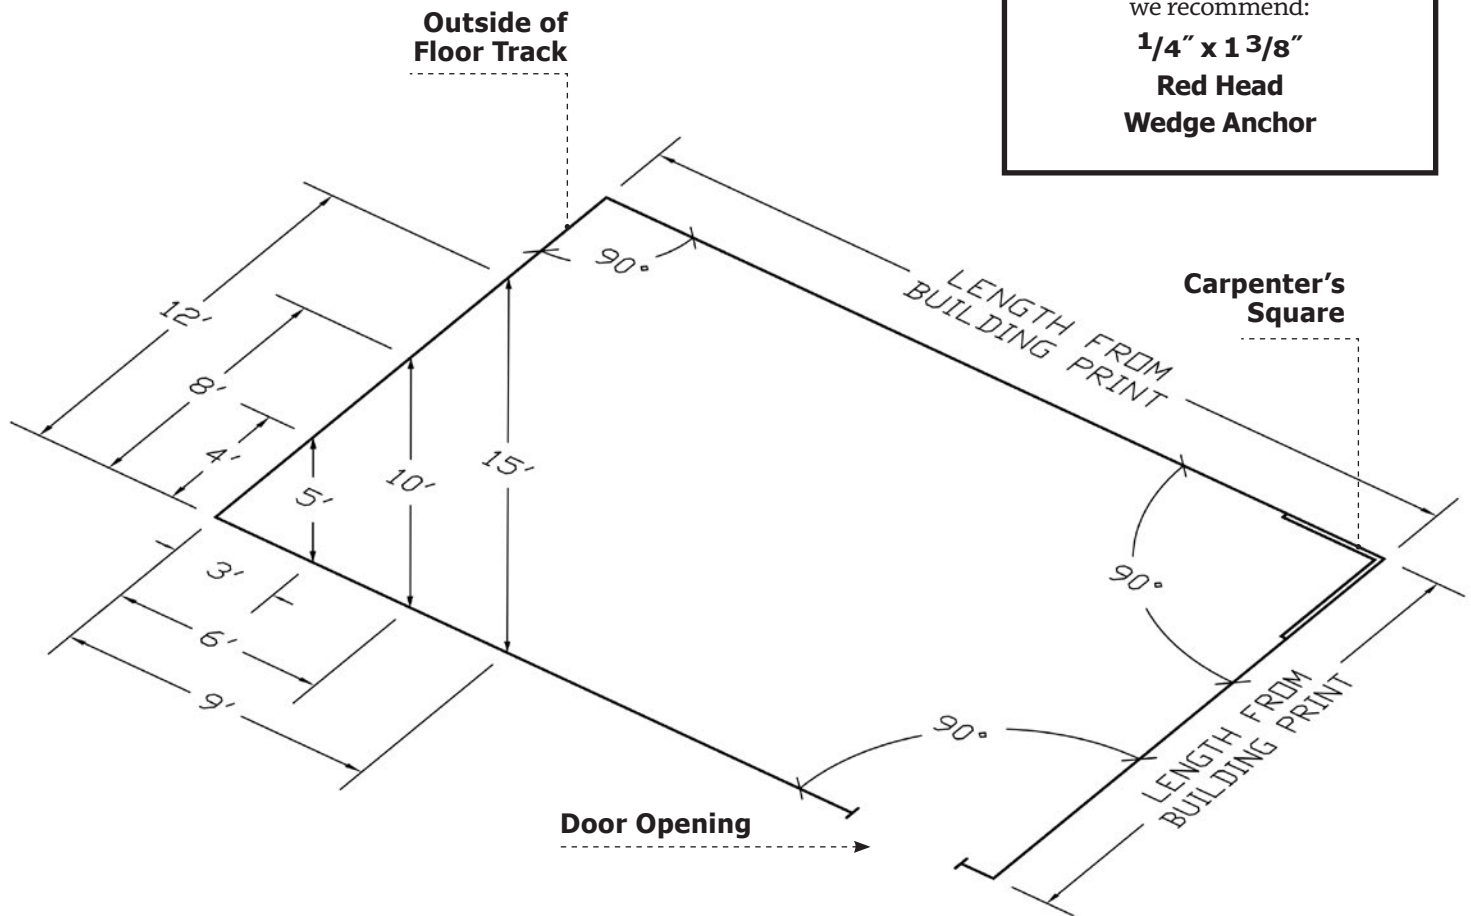 we recommend:
1/4″ x 1 3/8″
Red Head
Wedge Anchor
Outside of
Floor Track
90°
12′
8′
4′
5′
10′
15′
3′
6′
9′
LENGTH FROM
BUILDING PRINT
Carpenter’s
Square
90°
90°
LENGTH FROM
BUILDING PRINT
Door Opening